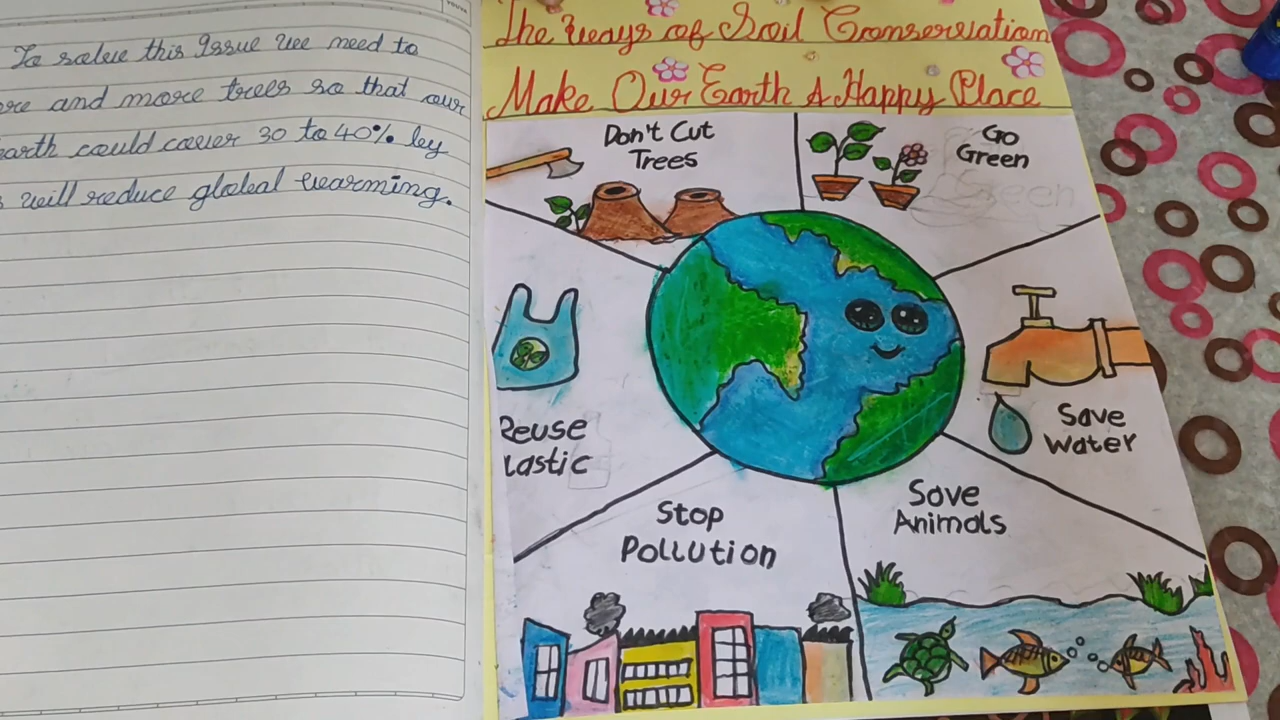 To solve this Issue we need to
and more trees so that our
could cover 30 to 40% by
will reduce global warming.
The ways of Soil Conservation
Make Our Earth A Happy Place
Don't Cut
Trees
Go
Green
Green
Reuse
lastic
Save
Water
Stop
Pollution
Save
Animals